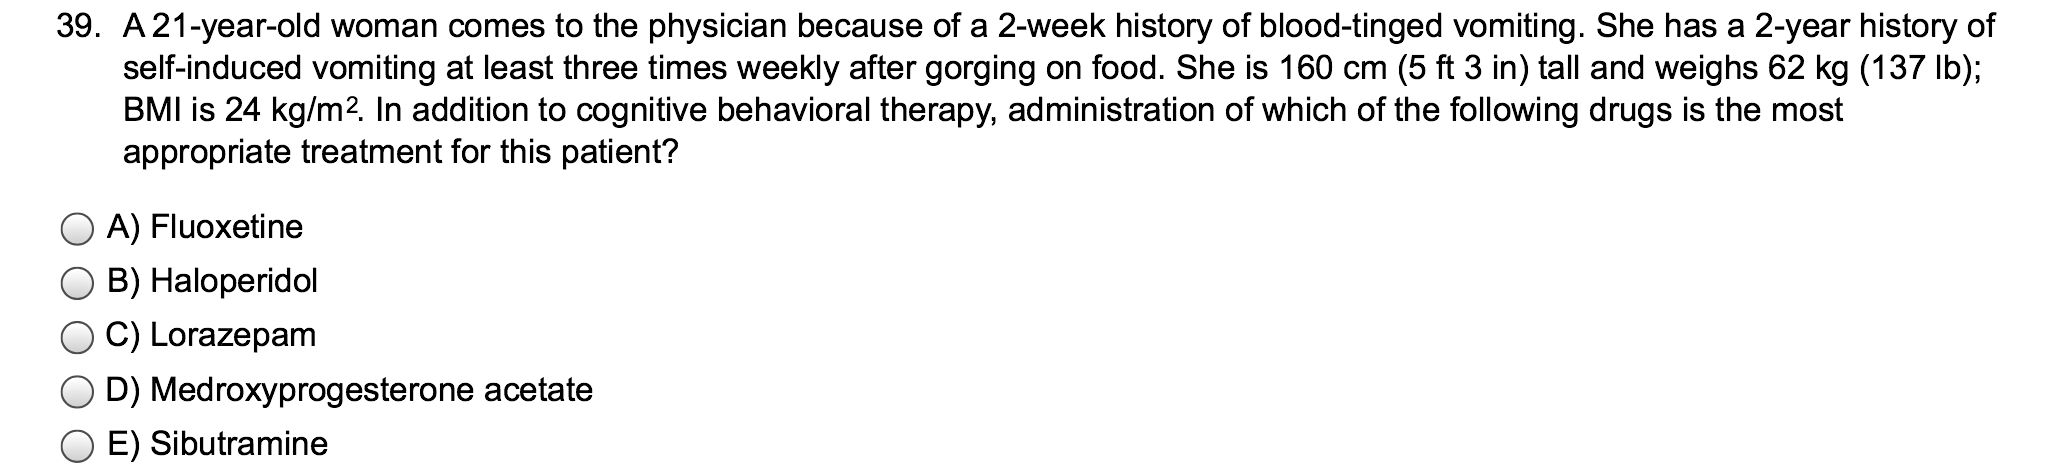 39. A 21-year-old woman comes to the physician because of a 2-week history of blood-tinged vomiting. She has a 2-year history of
self-induced vomiting at least three times weekly after gorging on food. She is 160 cm (5 ft 3 in) tall and weighs 62 kg (137 lb);
BMI is 24 kg/m2. In addition to cognitive behavioral therapy, administration of which of the following drugs is the most
appropriate treatment for this patient?
A) Fluoxetine
B) Haloperidol
C) Lorazepam
D) Medroxyprogesterone acetate
E) Sibutramine